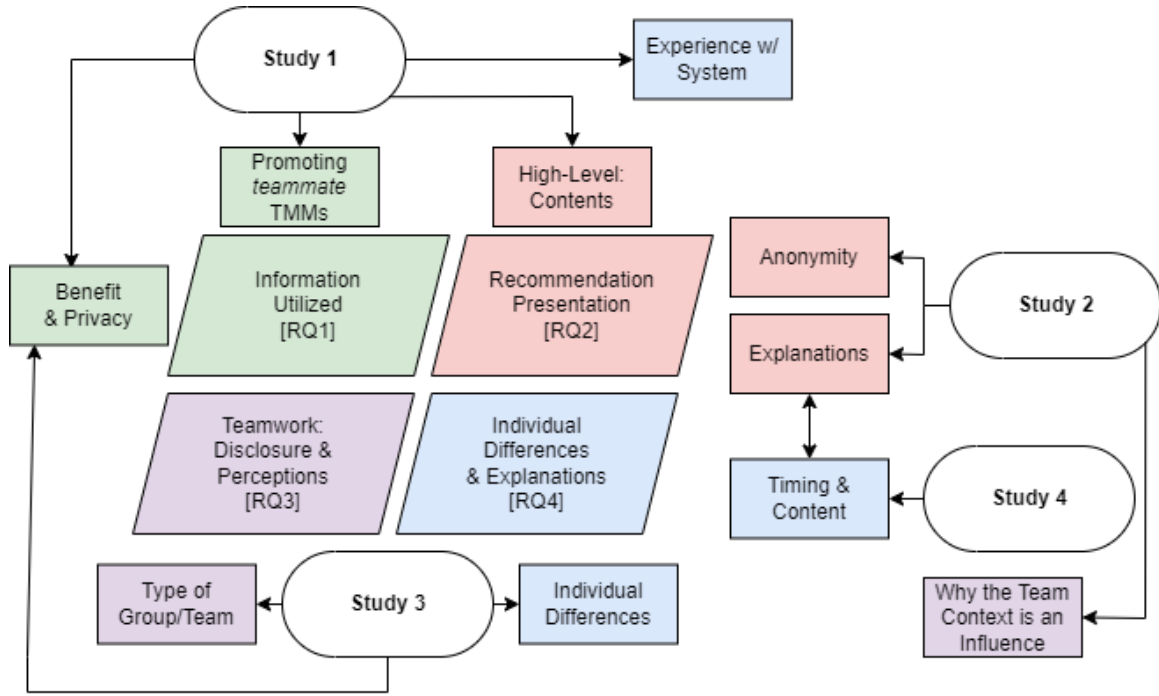 Study 1
Experience w/
System
Promoting
teammate
TMMs
High-Level:
Contents
Benefit
& Privacy
Information
Utilized
[RQ1]
Recommendation
Presentation
[RQ2]
Anonymity
Explanations
Study 2
Teamwork:
Disclosure &
Perceptions
[RQ3]
Individual
Differences
& Explanations
[RQ4]
Timing &
Content
Study 4
Type of
Group/Team
Study 3
Individual
Differences
Why the Team
Context is an
Influence